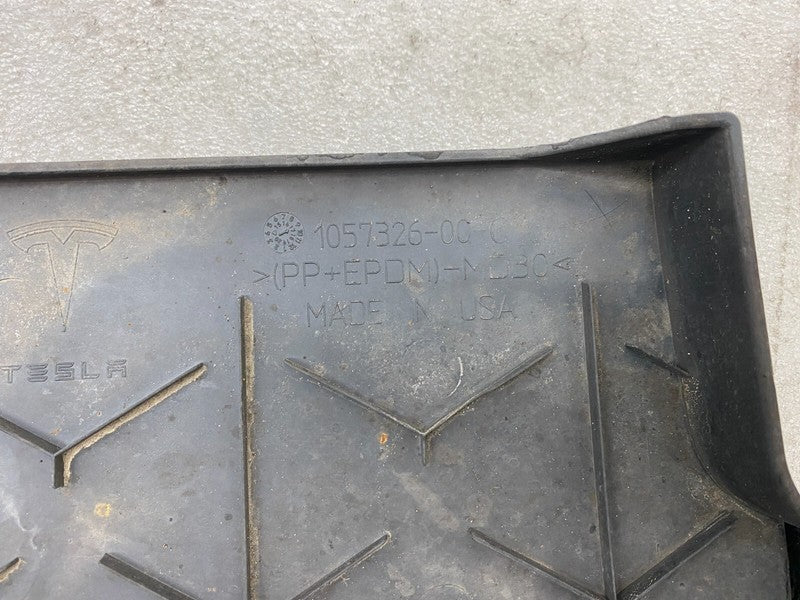 1057326-00-C
>(PP+EPDM)-MD30<
MADE IN USA
TESLA